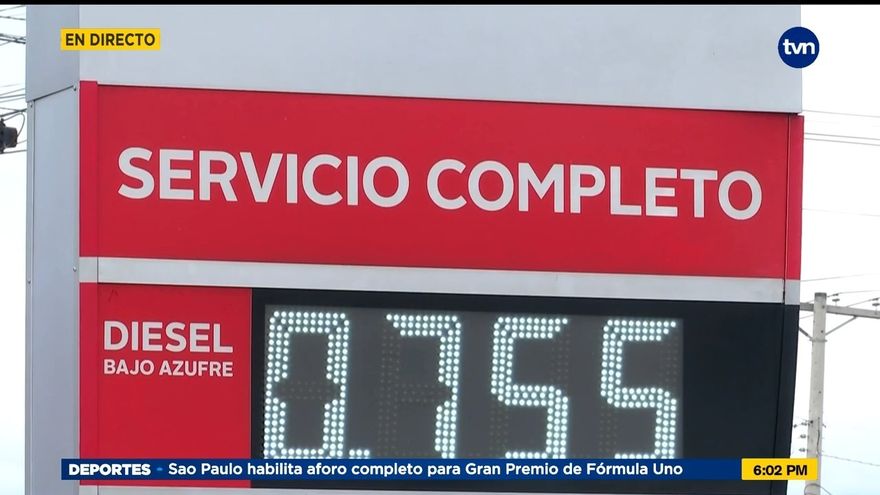 EN DIRECTO
tvn
SERVICIO COMPLETO
DIESEL
BAJO AZUFRE
0.755
DEPORTES - Sao Paulo habilita aforo completo para Gran Premio de Fórmula Uno
6:02 PM